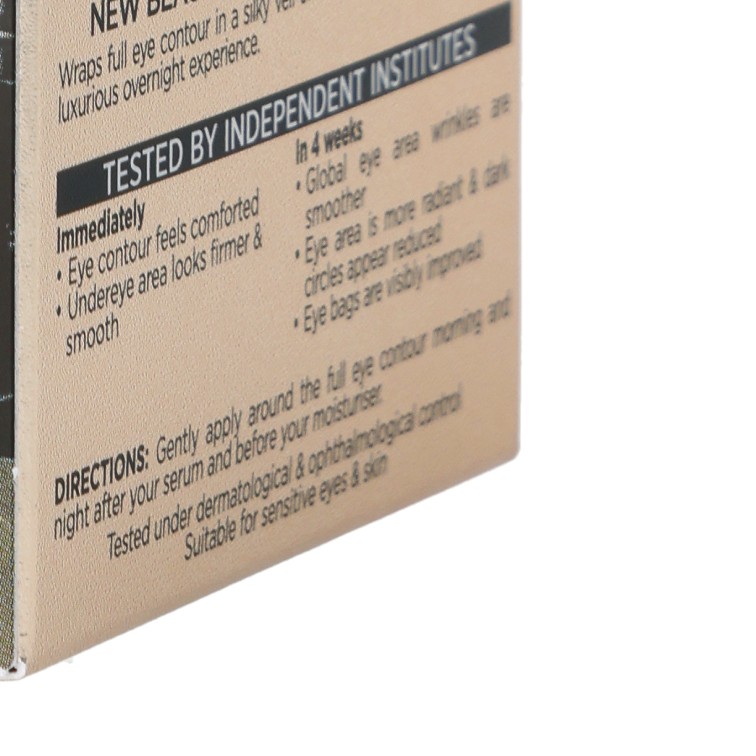 NEW
Wraps full eye contour in a silky
luxurious overnight experience.
TESTED BY INDEPENDENT INSTITUTES
Immediately
• Eye contour feels comforted
• Undereye area looks firmer &
smooth
In 4 weeks
• Global eye area wrinkles are
smoother
• Eye area is more radiant & dark
circles appear reduced
• Eye bags are visibly improved
DIRECTIONS: Gently apply around the full eye contour morning and
night after your serum and before your moisturiser.
Tested under dermatological & ophthalmological control
Suitable for sensitive eyes & skin